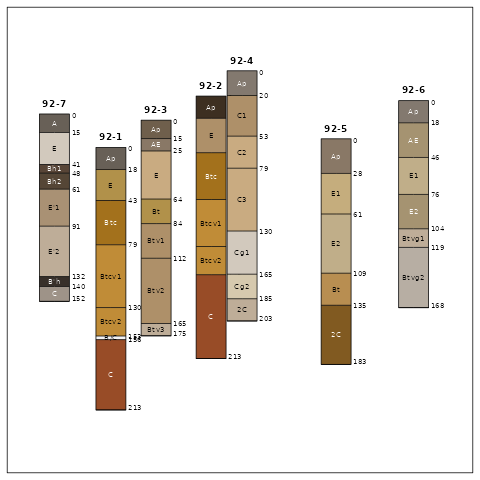 92-7
A
E
Bh1
Bh2
E'1
E'2
B'h
C
0
15
41
48
61
91
132
140
152
92-1
Ap
E
Btc
Btcv1
Btcv2
C
0
18
43
79
130
153
156
213
92-3
Ap
AE
E
Bt
Btv1
Btv2
Btv3
0
15
25
64
84
112
165
175
92-2
Ap
E
Btc
Btcv1
Btcv2
C
213
92-4
Ap
C1
C2
C3
Cg1
Cg2
2C
0
20
53
79
130
165
185
203
92-5
Ap
E1
E2
Bt
2C
0
28
61
109
135
183
92-6
Ap
AE
E1
E2
Btvg1
Btvg2
0
18
46
76
104
119
168